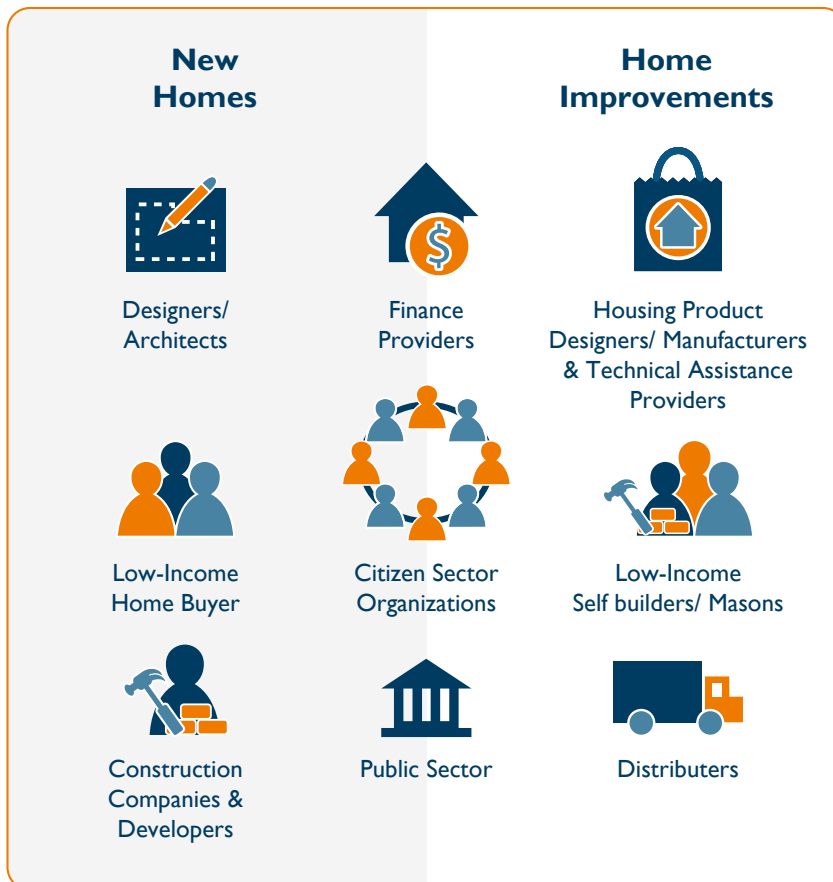 New
Homes
Home
Improvements
$
Designers/
Architects
Finance
Providers
Housing Product
Designers/ Manufacturers
& Technical Assistance
Providers
Low-Income
Home Buyer
Citizen Sector
Organizations
Low-Income
Self builders/ Masons
Construction
Companies &
Developers
Public Sector
Distributers